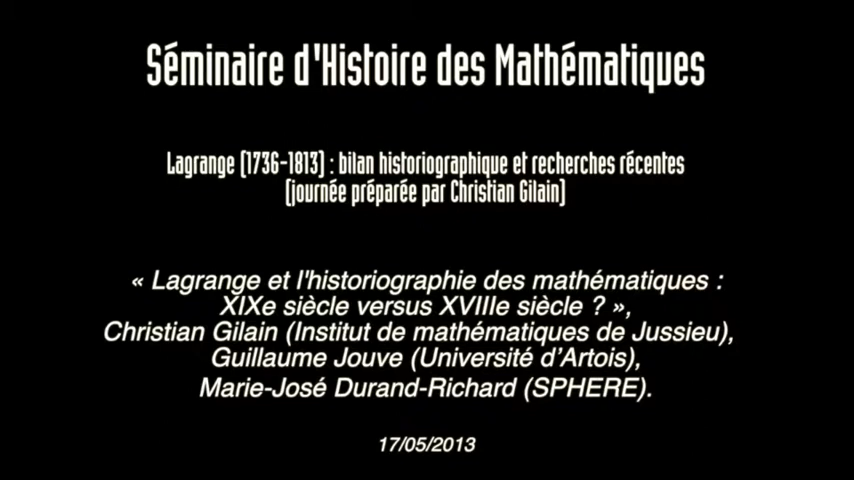 Séminaire d'Histoire des Mathématiques
Lagrange (1736-1813) : bilan historiographique et recherches récentes
(journée préparée par Christian Gilain)
« Lagrange et l'historiographie des mathématiques :
XIXe siècle versus XVIIIe siècle ? »,
Christian Gilain (Institut de mathématiques de Jussieu),
Guillaume Jouve (Université d'Artois),
Marie-José Durand-Richard (SPHERE).
17/05/2013